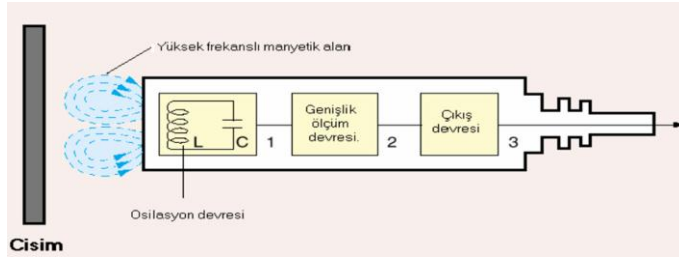 Yüksek frekanslı manyetik alan
Genişlik
ölçüm
devresi.
Çıkış
devresi
L
C
1
2
3
Osilasyon devresi
Cisim